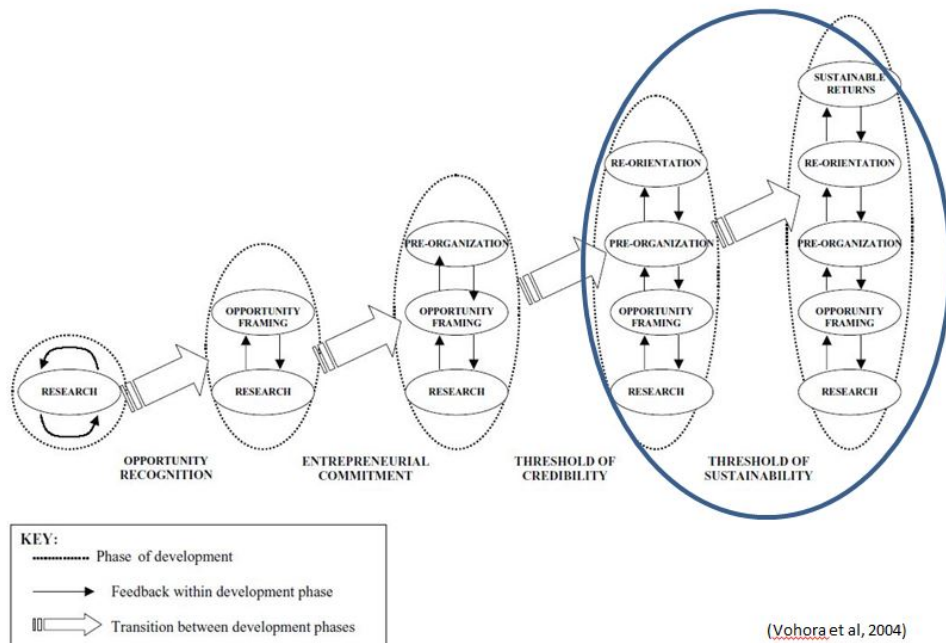 SUSTAINABLE
RETURNS
RE-ORIENTATION
RE-ORIENTATION
PRE-ORGANIZATION
PRE-ORGANIZATION
PRE-ORGANIZATION
OPPORTUNITY
FRAMING
OPPORTUNITY
FRAMING
OPPORTUNITY
FRAMING
OPPORUNITY
FRAMING
RESEARCH
RESEARCH
RESEARCH
RESEARCH
RESEARCH
OPPORTUNITY
RECOGNITION
ENTREPRENEURIAL
COMMITMENT
THRESHOLD OF
CREDIBILITY
THRESHOLD OF
SUSTAINABILITY
KEY:
Phase of development
Feedback within development phase
Transition between development phases
(Vohora et al, 2004)